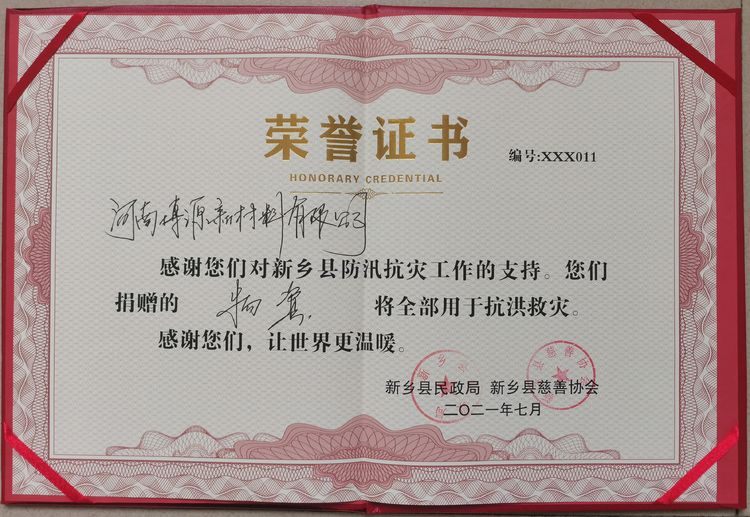 荣誉证书
编号:XXX011
HONORARY CREDENTIAL
河南博源新材料有限公司
感谢您们对新乡县防汛抗灾工作的支持。您们
捐赠的 物资 将全部用于抗洪救灾。
感谢您们，让世界更温暖。
新乡县民政局 新乡县慈善协会
二〇二一年七月